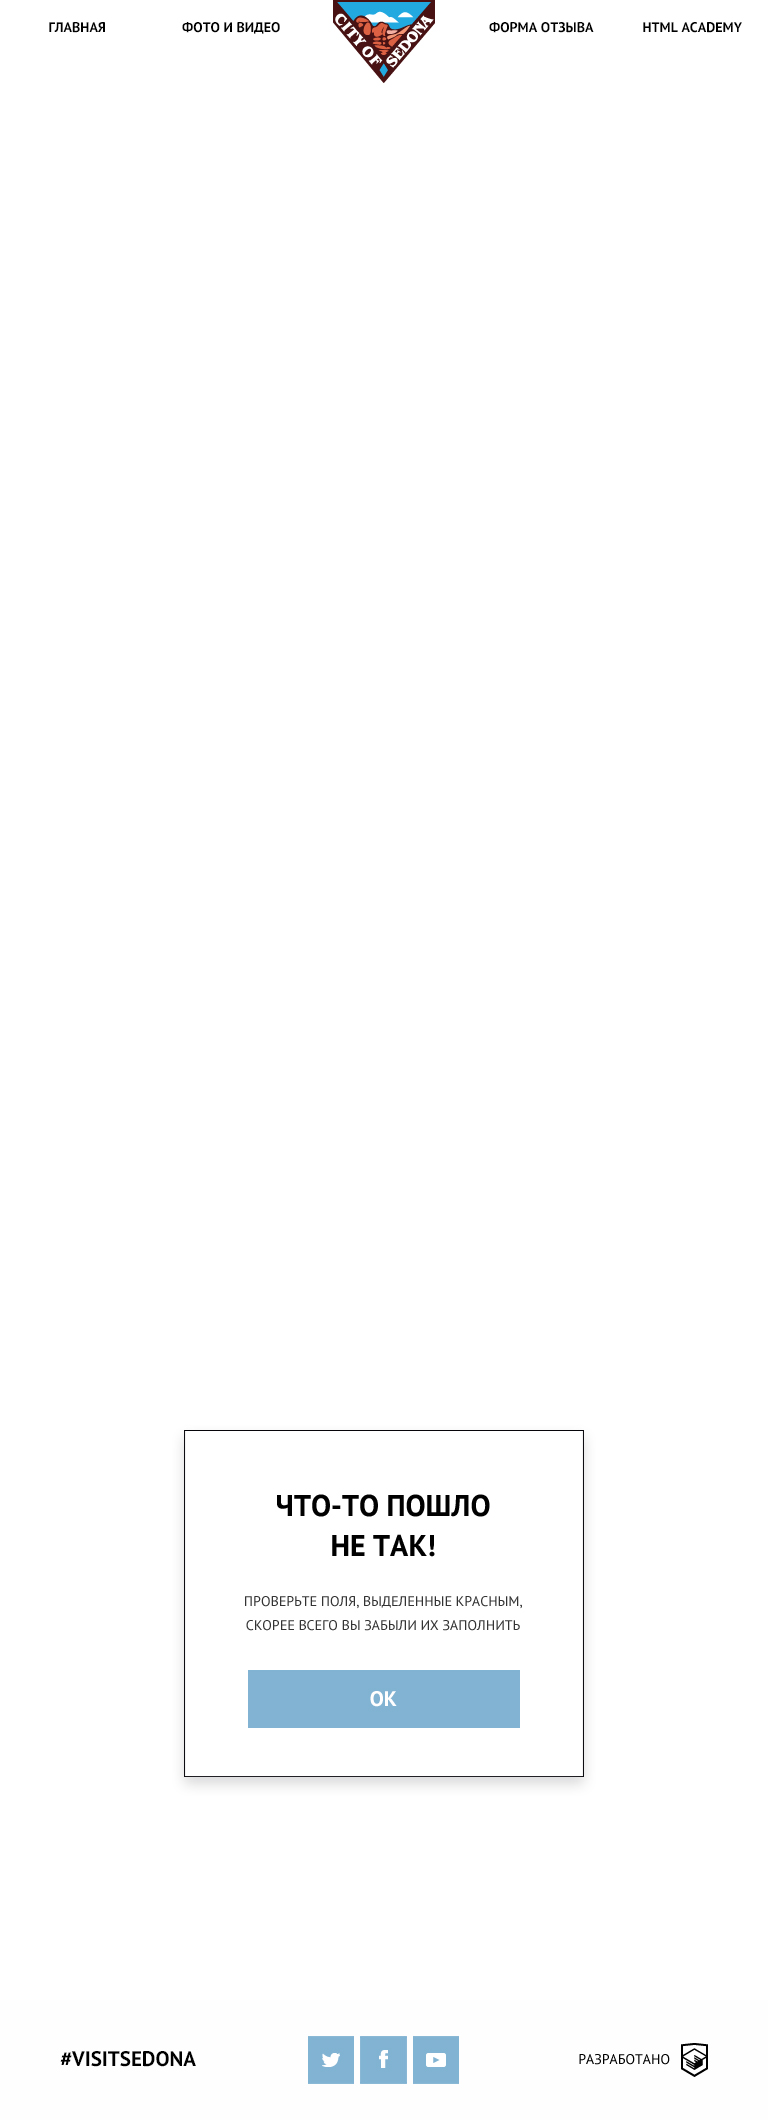 ГЛАВНАЯ
ФОТО И ВИДЕО
CITY OF SEDONA
ФОРМА ОТЗЫВА
HTML ACADEMY
ЧТО-ТО ПОШЛО
НЕ ТАК!
ПРОВЕРЬТЕ ПОЛЯ, ВЫДЕЛЕННЫЕ КРАСНЫМ,
СКОРЕЕ ВСЕГО ВЫ ЗАБЫЛИ ИХ ЗАПОЛНИТЬ
ОК
#VISITSEDONA
РАЗРАБОТАНО